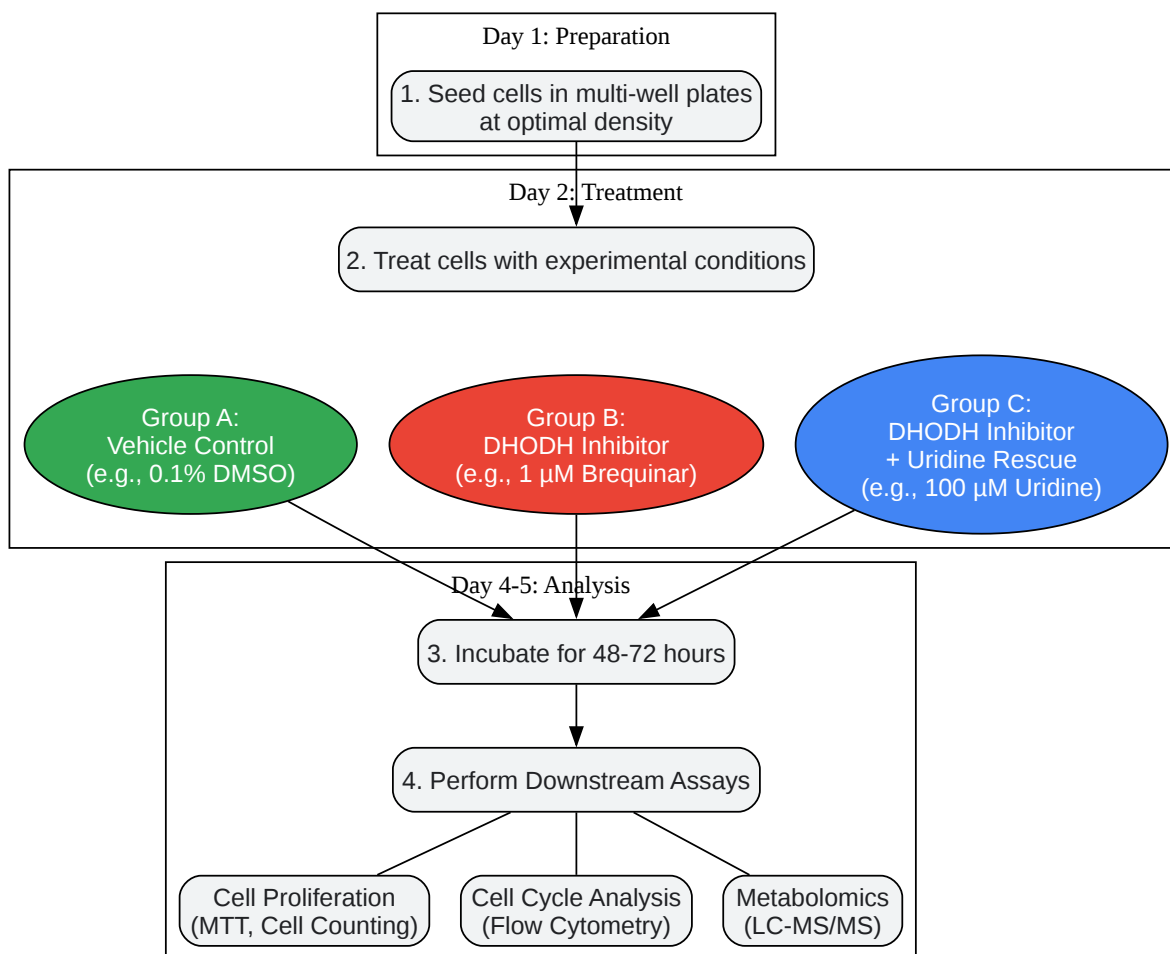 Day 1: Preparation
1. Seed cells in multi-well plates
at optimal density
Day 2: Treatment
2. Treat cells with experimental conditions
Group A:
Vehicle Control
(e.g., 0.1% DMSO)
Group B:
DHODH Inhibitor
(e.g., 1 µM Brequinar)
Group C:
DHODH Inhibitor
+ Uridine Rescue
(e.g., 100 µM Uridine)
Day 4-5: Analysis
3. Incubate for 48-72 hours
4. Perform Downstream Assays
Cell Proliferation
(MTT, Cell Counting)
Cell Cycle Analysis
(Flow Cytometry)
Metabolomics
(LC-MS/MS)